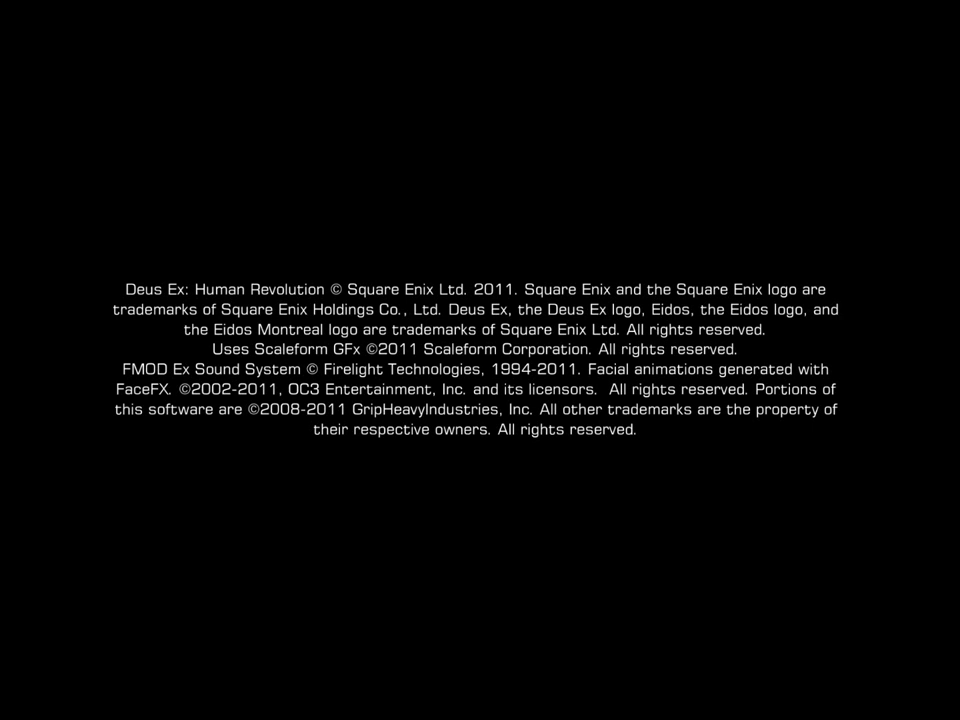 Deus Ex: Human Revolution © Square Enix Ltd. 2011. Square Enix and the Square Enix logo are
trademarks of Square Enix Holdings Co., Ltd. Deus Ex, the Deus Ex logo, Eidos, the Eidos logo, and
the Eidos Montreal logo are trademarks of Square Enix Ltd. All rights reserved.
Uses Scaleform GFx ©2011 Scaleform Corporation. All rights reserved.
FMOD Ex Sound System © Firelight Technologies, 1994-2011. Facial animations generated with
FaceFX. ©2002-2011, OC3 Entertainment, Inc. and its licensors.  All rights reserved. Portions of
this software are ©2008-2011 GripHeavyIndustries, Inc. All other trademarks are the property of
their respective owners. All rights reserved.